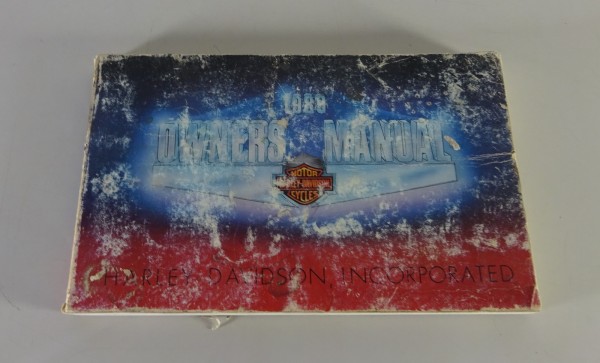 OWNERS MANUAL
MOTOR
HARLEY-DAVIDSON
CYCLES
HARLEY-DAVIDSON, INCORPORATED